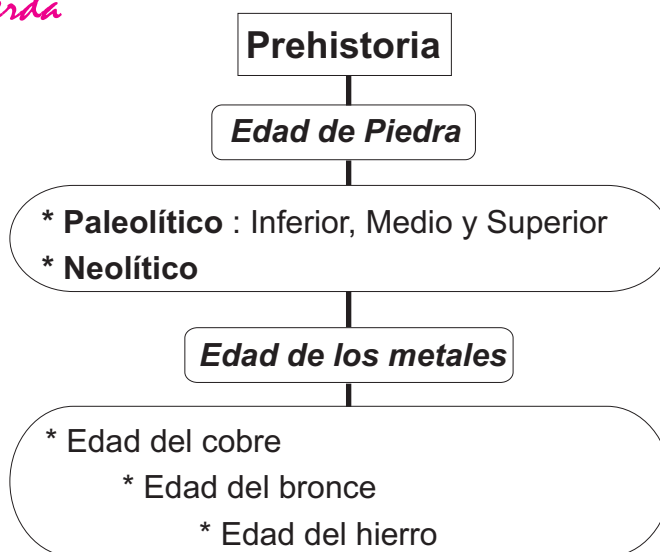 Prehistoria
Edad de Piedra
* Paleolítico : Inferior, Medio y Superior
* Neolítico
Edad de los metales
* Edad del cobre
* Edad del bronce
* Edad del hierro